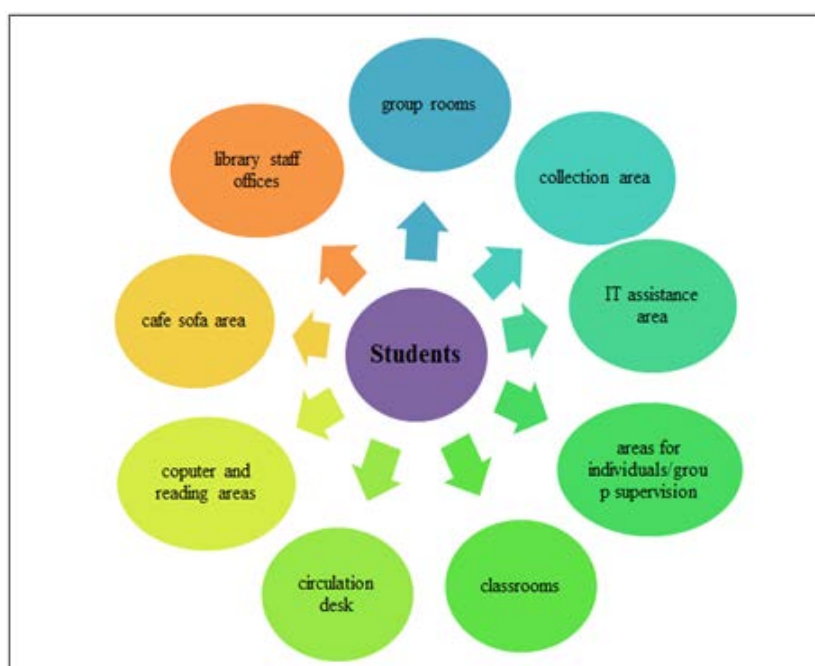 group rooms
collection area
IT assistance
area
areas for
individuals/grou
p supervision
classrooms
circulation
desk
coputer and
reading areas
cafe sofa area
library staff
offices
Students